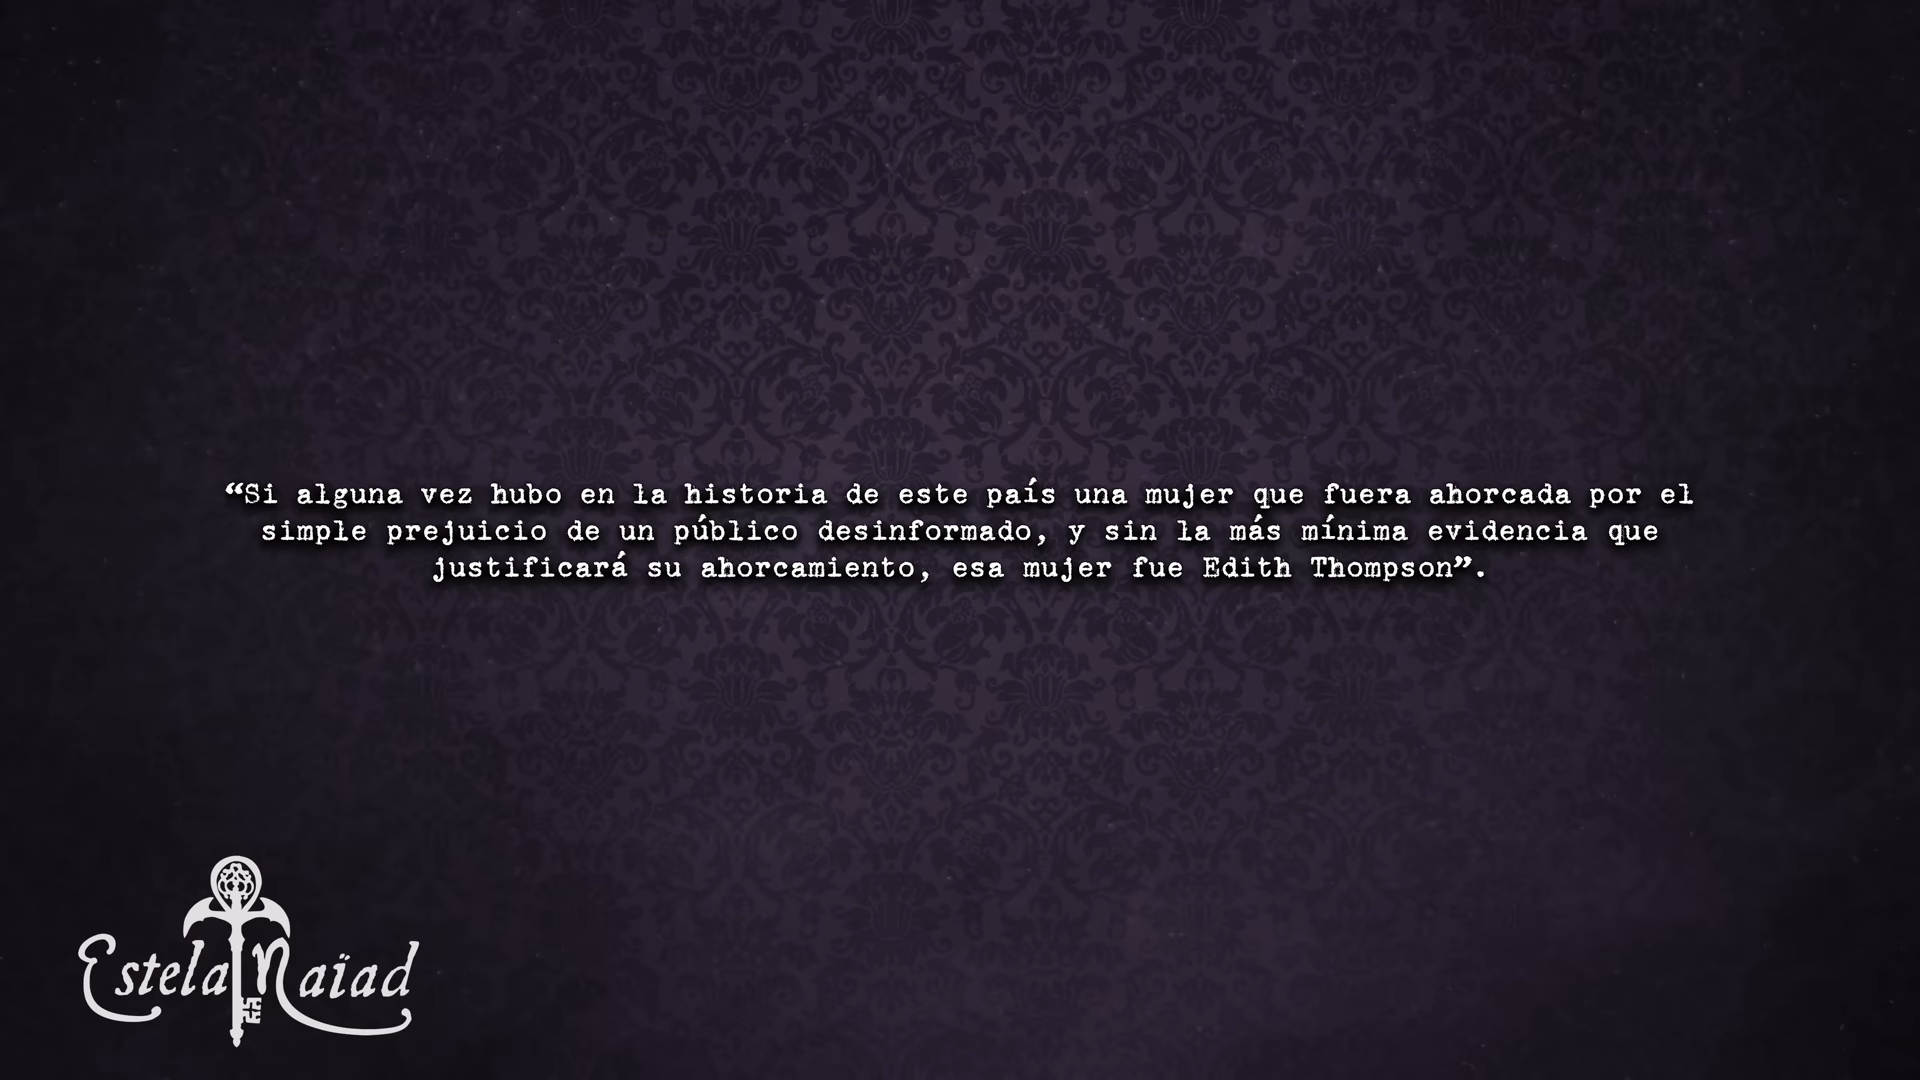 “Si alguna vez hubo en la historia de este país una mujer que fuera ahorcada por el
simple prejuicio de un público desinformado, y sin la más mínima evidencia que
justificará su ahorcamiento, esa mujer fue Edith Thompson”.
Estela Naïad